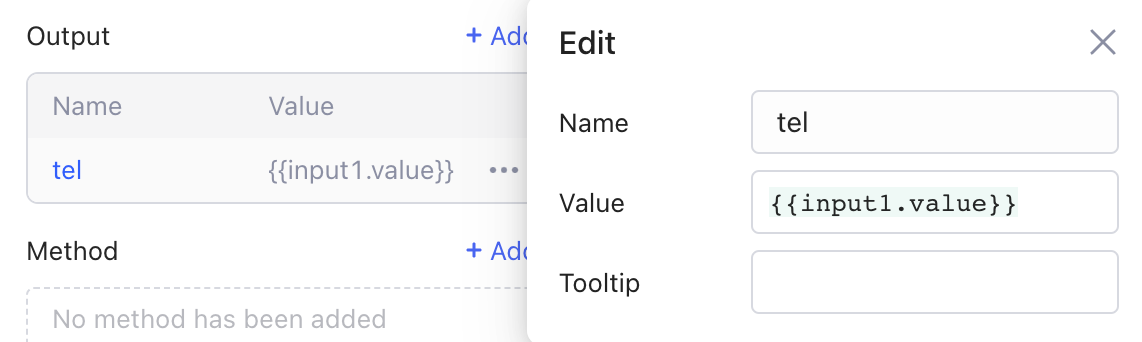 Output
+ Add
Name Value
tel {{input1.value}} •••
Method
+ Add
No method has been added
Edit
Name tel
Value {{input1.value}}
Tooltip